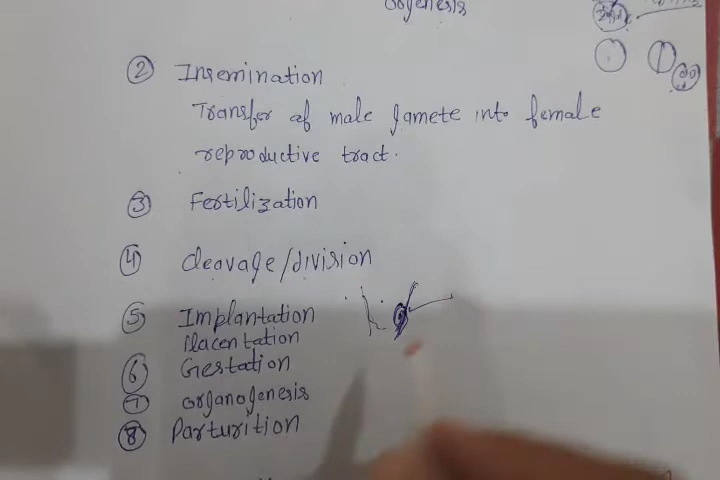 oogenesis
② Insemination
Transfer of male gamete into female
reproductive tract.
③ Fertilization
④ cleavage/division
⑤ Implantation
Placentation
⑥ Gestation
⑦ organogenesis
⑧ Parturition